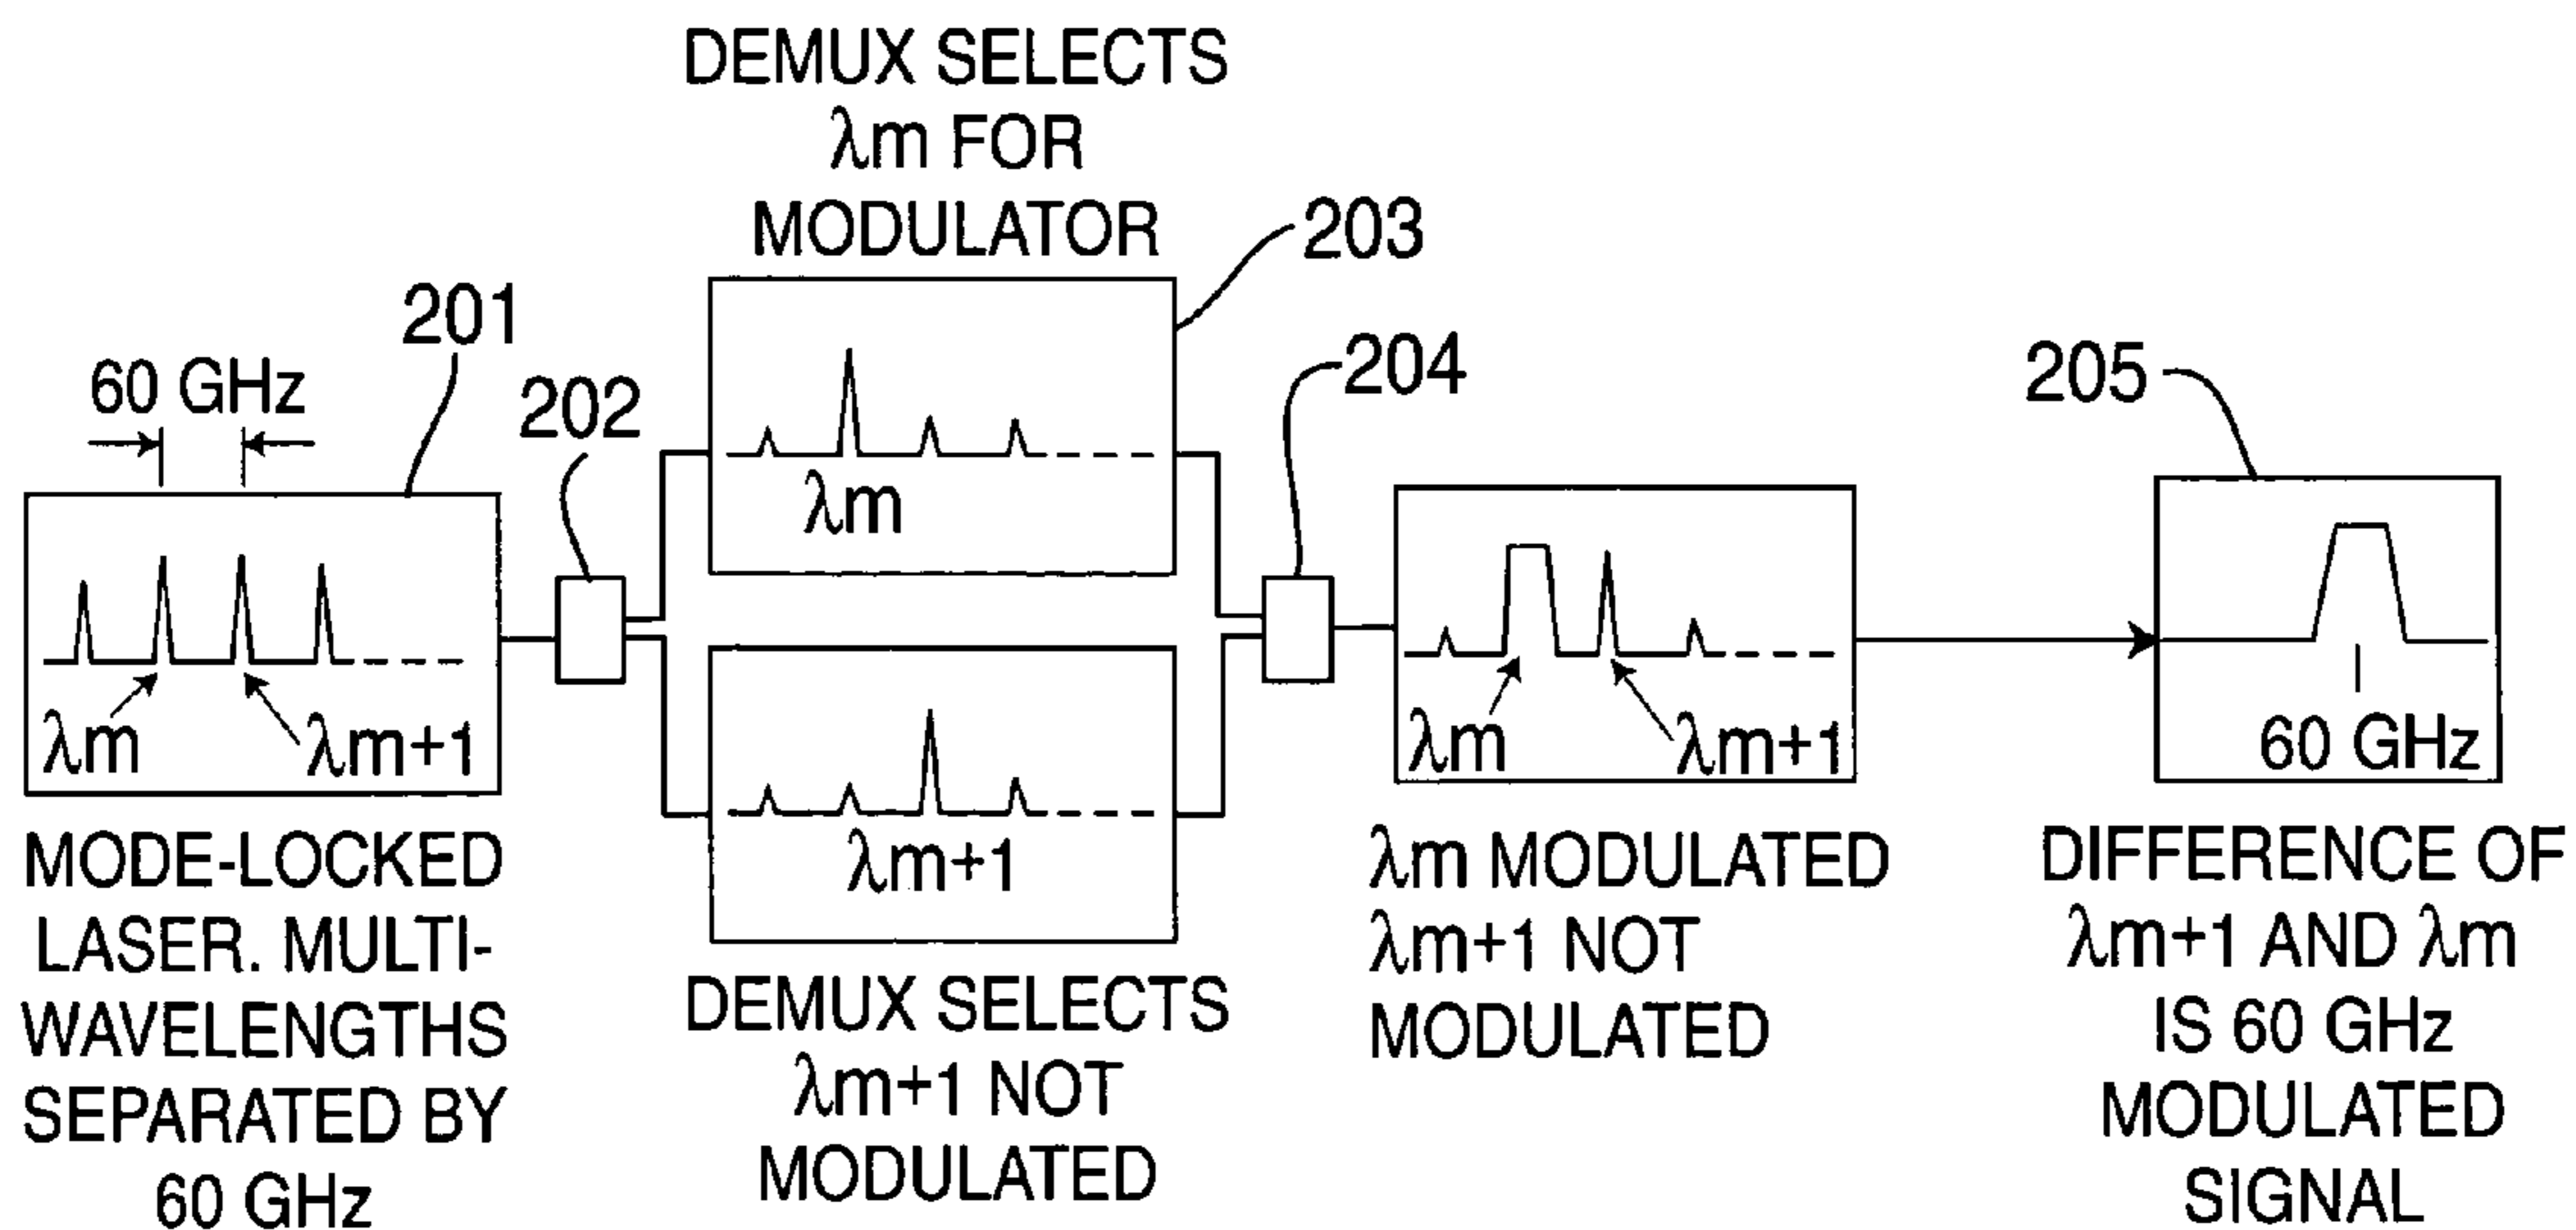 DEMUX SELECTS
λm FOR
MODULATOR
203
201
60 GHz
202
204
205
λm
λm
λm+1
λm
λm+1
60 GHz
λm+1
MODE-LOCKED
LASER. MULTI-
WAVELENGTHS
SEPARATED BY
60 GHz
DEMUX SELECTS
λm+1 NOT
MODULATED
λm MODULATED
λm+1 NOT
MODULATED
DIFFERENCE OF
λm+1 AND λm
IS 60 GHz
MODULATED
SIGNAL